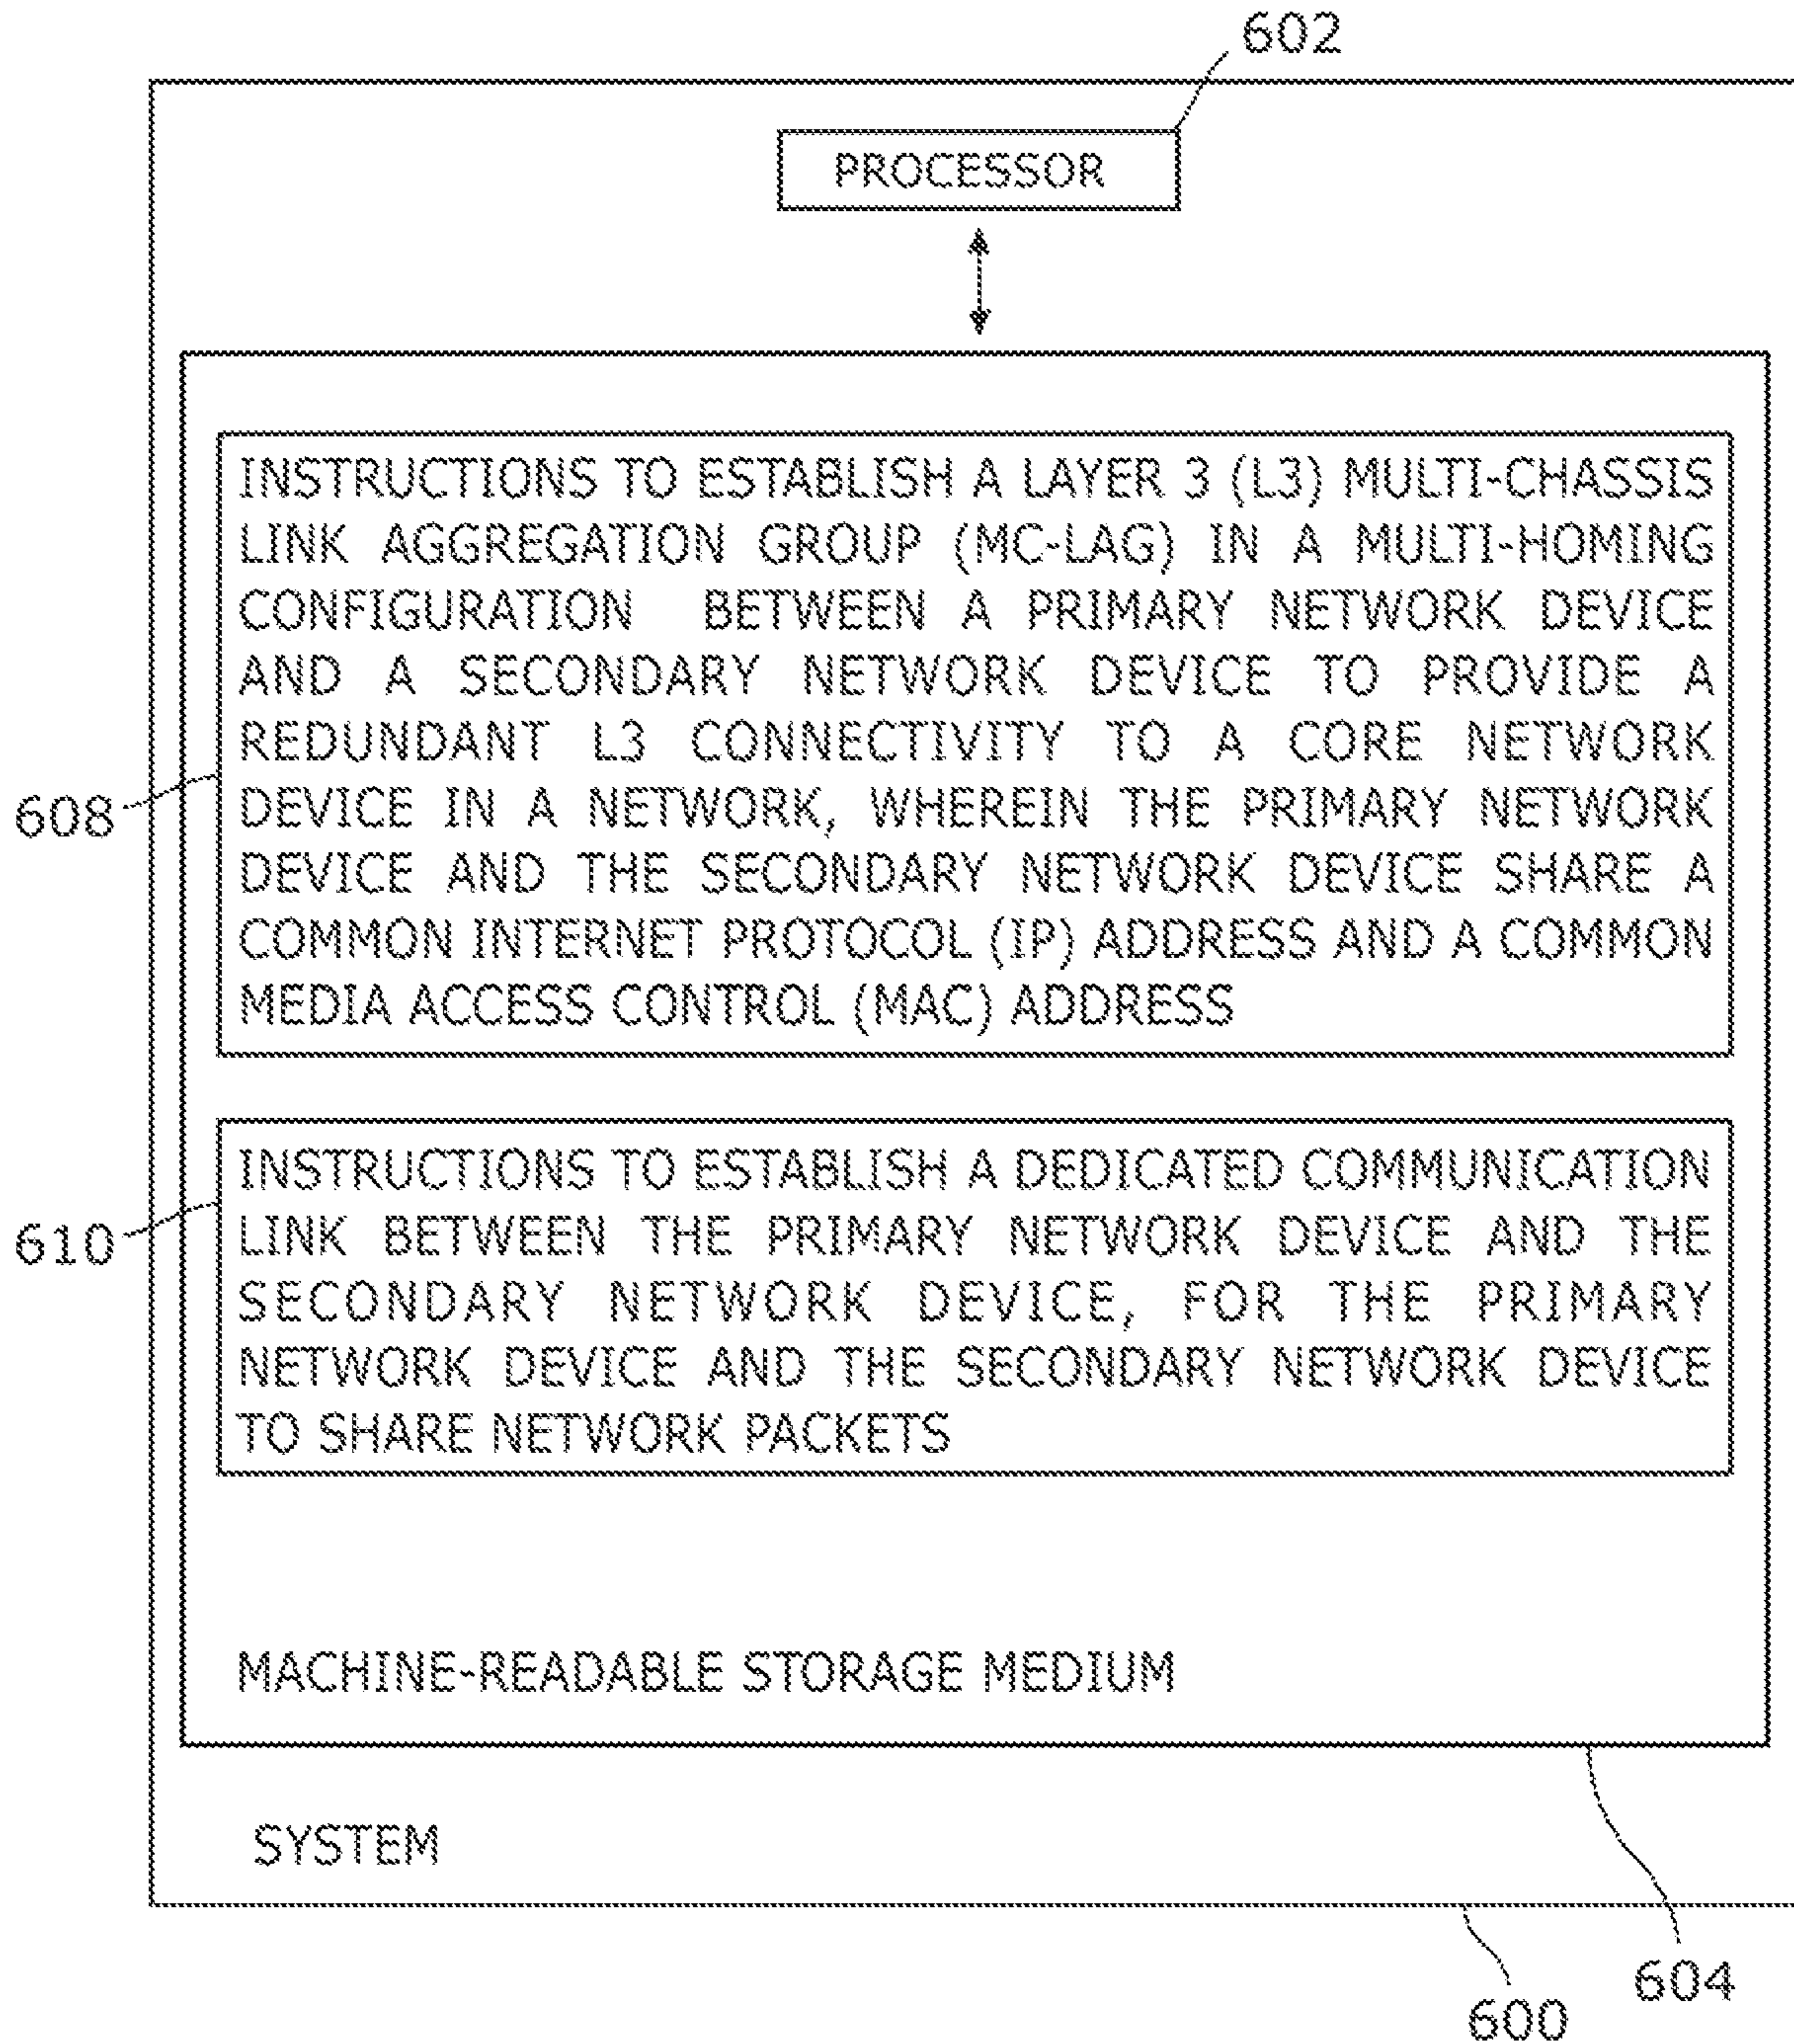 602
PROCESSOR
INSTRUCTIONS TO ESTABLISH A LAYER 3 (L3) MULTI-CHASSIS
LINK AGGREGATION GROUP (MC-LAG) IN A MULTI-HOMING
CONFIGURATION BETWEEN A PRIMARY NETWORK DEVICE
AND A SECONDARY NETWORK DEVICE TO PROVIDE A
REDUNDANT L3 CONNECTIVITY TO A CORE NETWORK
DEVICE IN A NETWORK, WHEREIN THE PRIMARY NETWORK
DEVICE AND THE SECONDARY NETWORK DEVICE SHARE A
COMMON INTERNET PROTOCOL (IP) ADDRESS AND A COMMON
MEDIA ACCESS CONTROL (MAC) ADDRESS
608
INSTRUCTIONS TO ESTABLISH A DEDICATED COMMUNICATION
LINK BETWEEN THE PRIMARY NETWORK DEVICE AND THE
SECONDARY NETWORK DEVICE, FOR THE PRIMARY
NETWORK DEVICE AND THE SECONDARY NETWORK DEVICE
TO SHARE NETWORK PACKETS
610
MACHINE-READABLE STORAGE MEDIUM
SYSTEM
604
600